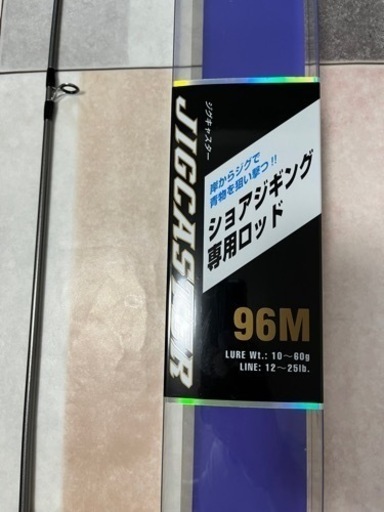 JIGCASTER
ジグキャスター
岸からジグで
青物を狙い撃つ!!
ショアジギング
専用ロッド
96M
LURE Wt.: 10〜60g
LINE: 12〜25lb.